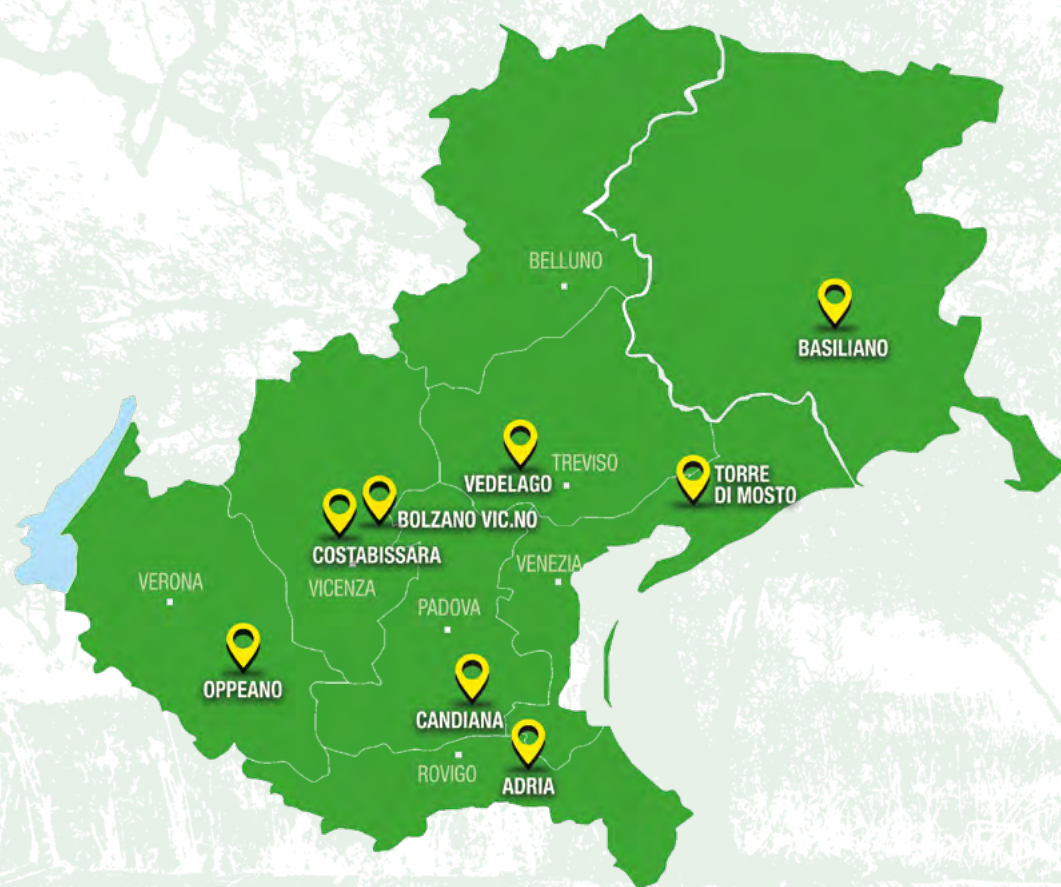 BELLUNO
BASILIANO
VEDELAGO
TREVISO
TORRE
DI MOSTO
BOLZANO VIC.NO
COSTABISSARA
VENEZIA
VERONA
VICENZA
PADOVA
OPPEANO
CANDIANA
ROVIGO
ADRIA